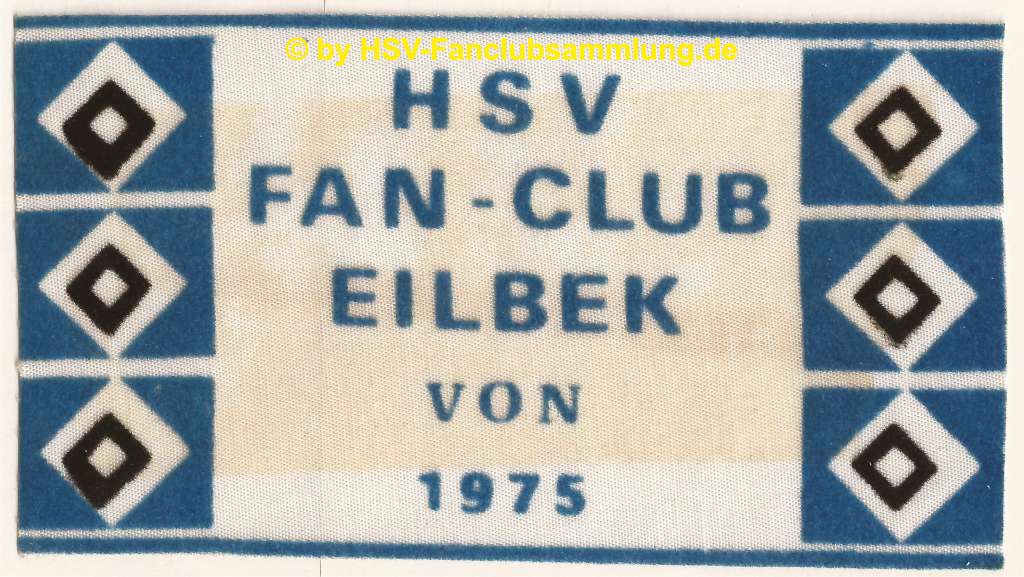 © by HSV-Fanclubsammlung.de
HSV
FAN-CLUB
EILBEK
VON
1975